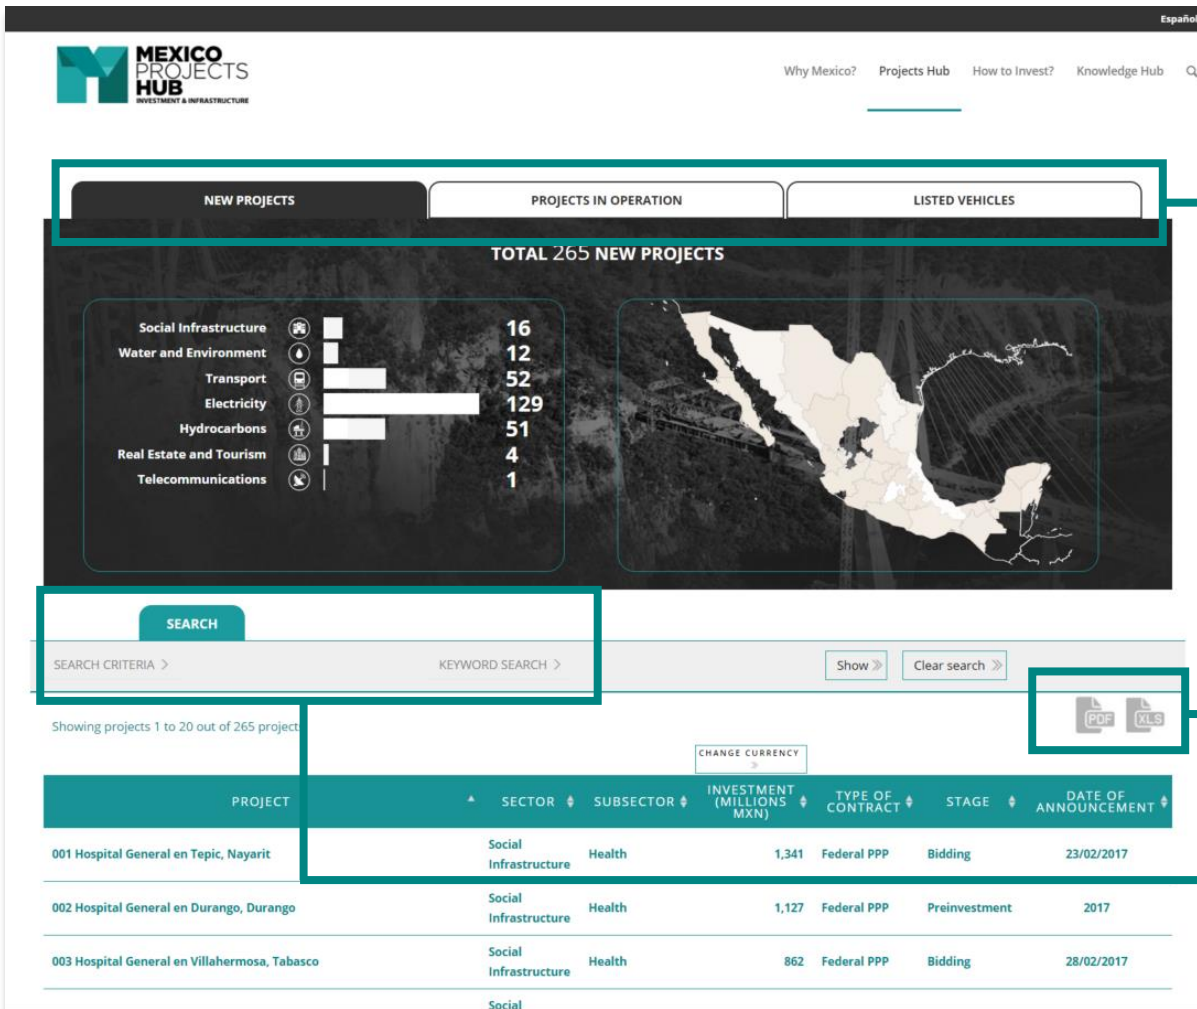 Español
MEXICO
PROJECTS
HUB
INVESTMENT & INFRASTRUCTURE
Why Mexico? Projects Hub How to Invest? Knowledge Hub
NEW PROJECTS PROJECTS IN OPERATION LISTED VEHICLES
TOTAL 265 NEW PROJECTS
Social Infrastructure 16
Water and Environment 12
Transport 52
Electricity 129
Hydrocarbons 51
Real Estate and Tourism 4
Telecommunications 1
SEARCH
SEARCH CRITERIA > KEYWORD SEARCH > Show Clear search
PDF XLS
Showing projects 1 to 20 out of 265 projects
CHANGE CURRENCY
PROJECT SECTOR SUBSECTOR INVESTMENT (MILLIONS MXN) TYPE OF CONTRACT STAGE DATE OF ANNOUNCEMENT
001 Hospital General en Tepic, Nayarit Social Infrastructure Health 1,341 Federal PPP Bidding 23/02/2017
002 Hospital General en Durango, Durango Social Infrastructure Health 1,127 Federal PPP Preinvestment 2017
003 Hospital General en Villahermosa, Tabasco Social Infrastructure Health 862 Federal PPP Bidding 28/02/2017
Social